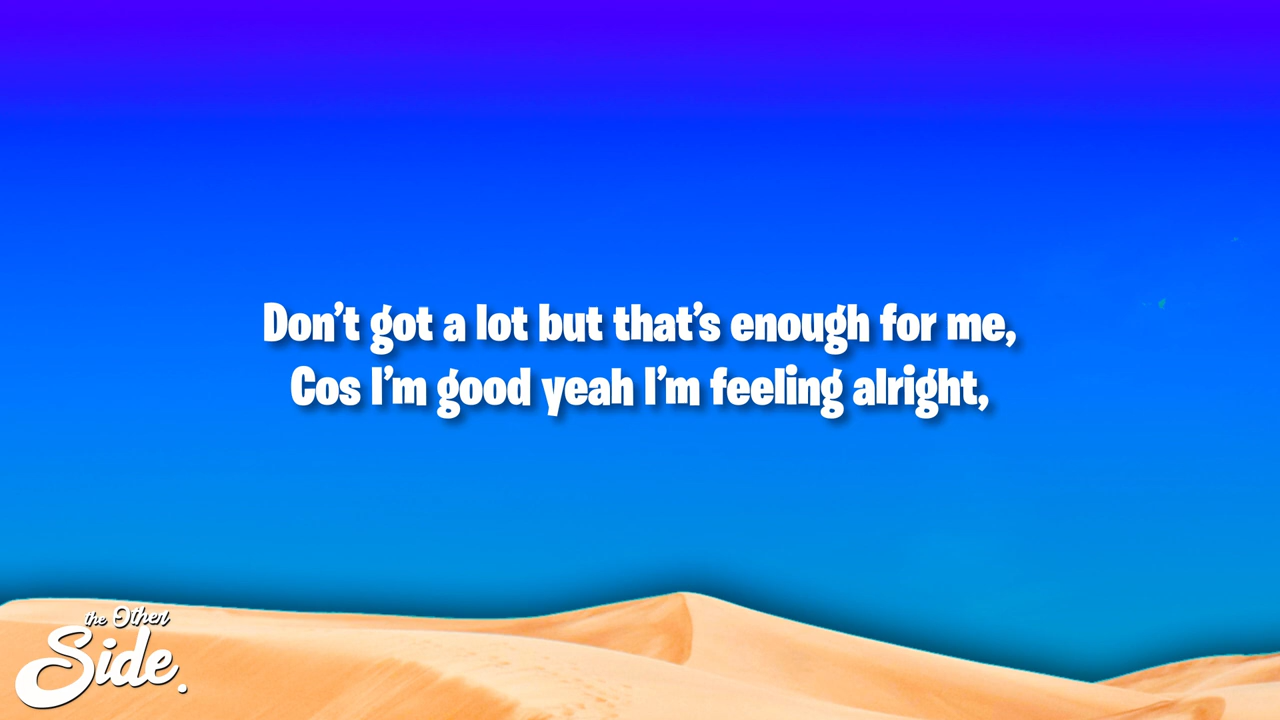 Don't got a lot but that's enough for me,
Cos I'm good yeah I'm feeling alright,
the Other
Side.